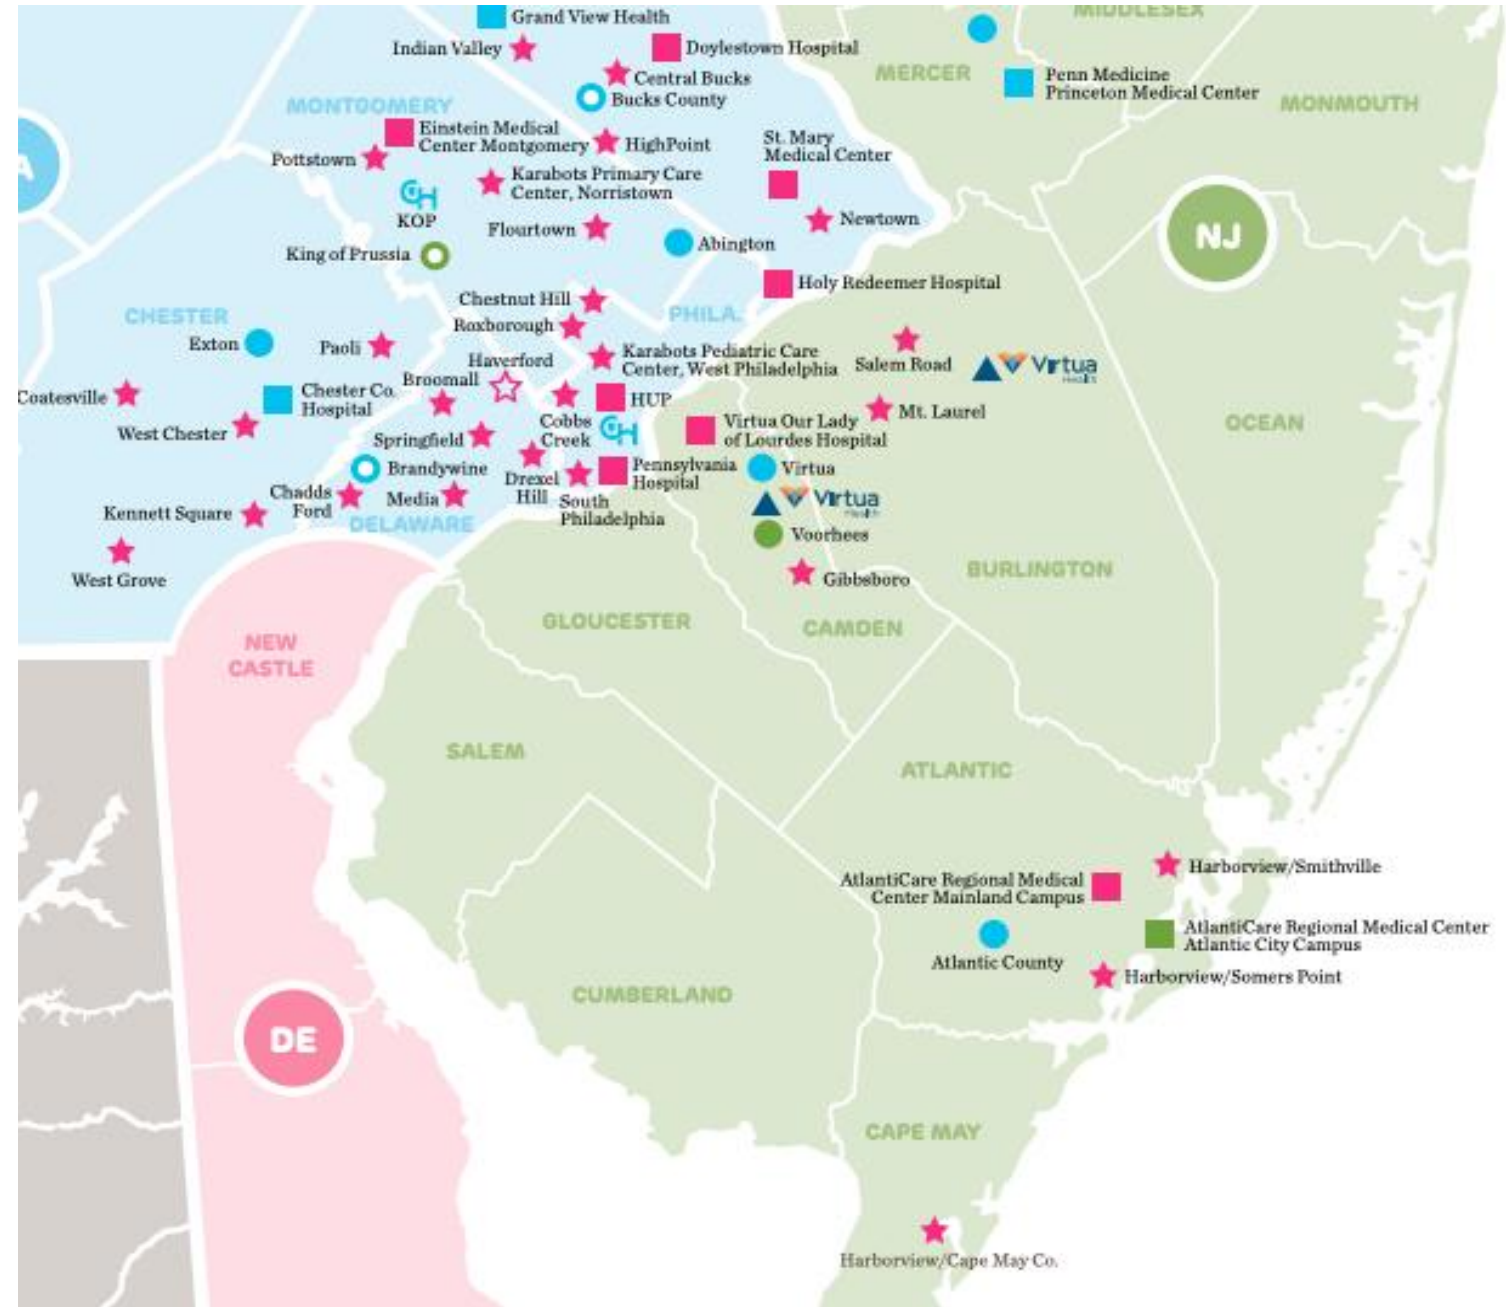 Grand View Health
Indian Valley
Doylestown Hospital
Central Bucks
Bucks County
MIDDLESEX
MERCER
Penn Medicine
Princeton Medical Center
MONMOUTH
MONTGOMERY
Einstein Medical
Center Montgomery
HighPoint
St. Mary
Medical Center
Pottstown
A
Karabots Primary Care
Center, Norristown
CH
KOP
Flourtown
Newtown
Abington
NJ
King of Prussia
Holy Redeemer Hospital
Chestnut Hill
CHESTER
PHILA.
Roxborough
Exton
Paoli
Haverford
Karabots Pediatric Care
Center, West Philadelphia
Salem Road
Virtua
Health
Coatesville
Chester Co.
Hospital
Broomall
HUP
Mt. Laurel
OCEAN
West Chester
Springfield
Cobbs
Creek
CH
Virtua Our Lady
of Lourdes Hospital
Brandywine
Drexel
Hill
Pennsylvania
Hospital
Virtua
Chadds
Ford
Media
South
Philadelphia
Virtua
Health
Kennett Square
DELAWARE
Voorhees
West Grove
Gibbsboro
BURLINGTON
GLOUCESTER
CAMDEN
NEW
CASTLE
SALEM
ATLANTIC
Harborview/Smithville
AtlantiCare Regional Medical
Center Mainland Campus
AtlantiCare Regional Medical Center
Atlantic City Campus
Atlantic County
Harborview/Somers Point
CUMBERLAND
DE
CAPE MAY
Harborview/Cape May Co.